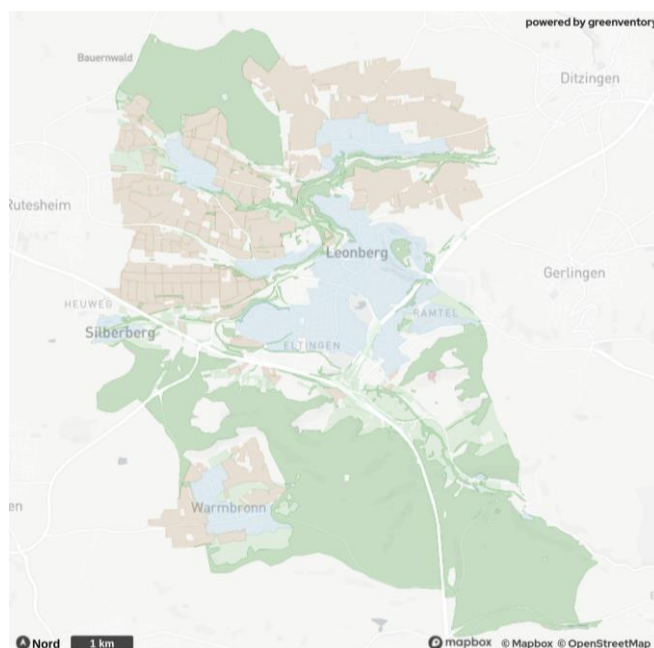 powered by greenventory
Bauernwald
Ditzingen
Rutesheim
Leonberg
Gerlingen
HEUWEG
RAMTEL
Silberberg
ELTINGEN
Warmbronn
en
Nord
1 km
mapbox © Mapbox © OpenStreetMap